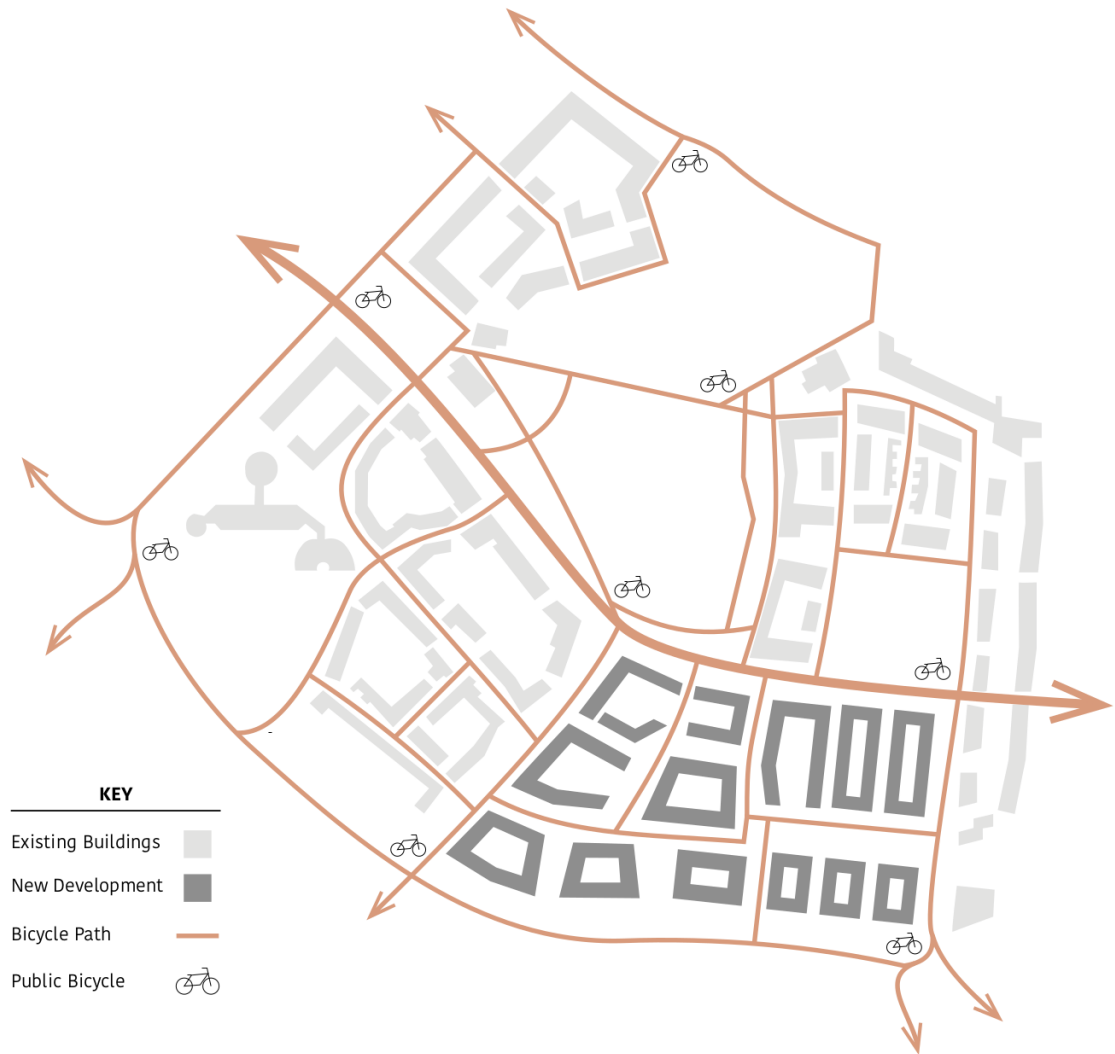 KEY
Existing Buildings
New Development
Bicycle Path
Public Bicycle